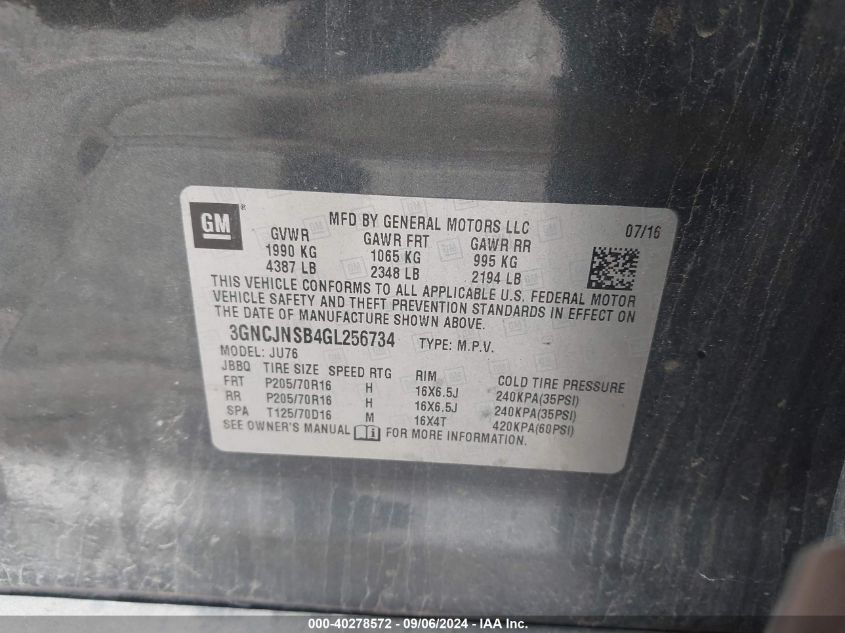 GM ®
MFD BY GENERAL MOTORS LLC 07/16
GVWR GAWR FRT GAWR RR
1990 KG 1065 KG 995 KG
4387 LB 2348 LB 2194 LB
THIS VEHICLE CONFORMS TO ALL APPLICABLE U.S. FEDERAL MOTOR
VEHICLE SAFETY AND THEFT PREVENTION STANDARDS IN EFFECT ON
THE DATE OF MANUFACTURE SHOWN ABOVE.
3GNCJNSB4GL256734 TYPE: M.P.V.
MODEL: JU76
JBBQ TIRE SIZE SPEED RTG RIM COLD TIRE PRESSURE
FRT P205/70R16 H 16X6.5J 240KPA(35PSI)
RR P205/70R16 H 16X6.5J 240KPA(35PSI)
SPA T125/70D16 M 16X4T 420KPA(60PSI)
SEE OWNER'S MANUAL FOR MORE INFORMATION.
000-40278572 - 09/06/2024 - IAA Inc.